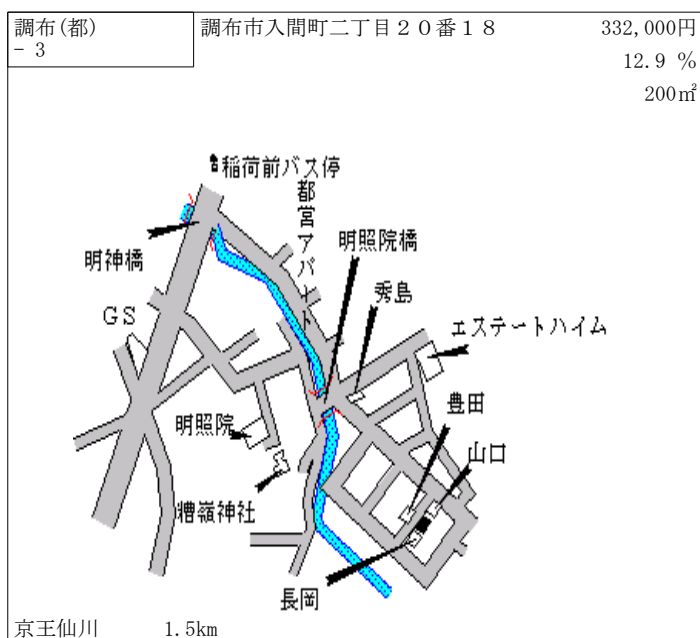 調布(都)
- 3
調布市入間町二丁目２０番１８
332,000円
12.9 %
200㎡
稲荷前バス停
都営アパート
明照院橋
明神橋
秀島
GS
エステートハイム
豊田
明照院
山口
糟嶺神社
長岡
京王仙川 1.5km